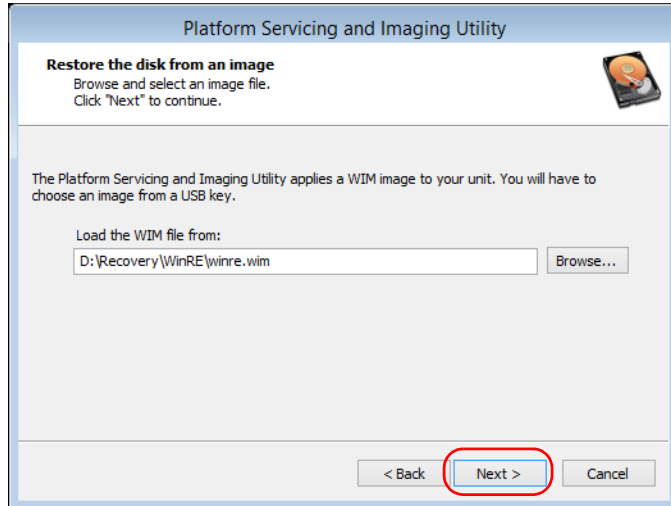 Platform Servicing and Imaging Utility
Restore the disk from an image
Browse and select an image file.
Click "Next" to continue.
The Platform Servicing and Imaging Utility applies a WIM image to your unit. You will have to
choose an image from a USB key.
Load the WIM file from:
D:\Recovery\WinRE\winre.wim
Browse...
< Back
Next >
Cancel